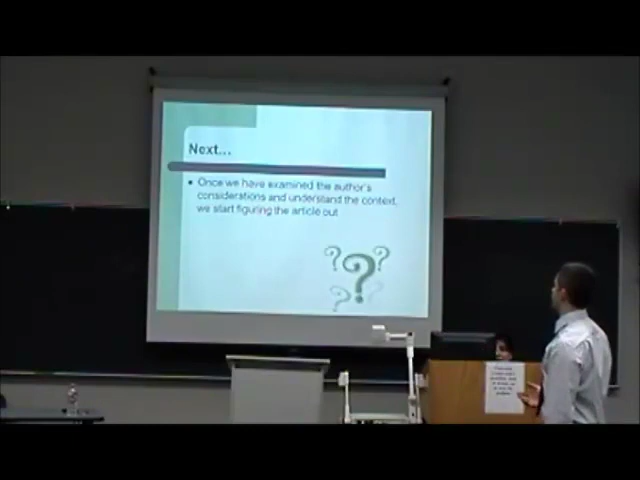 Next...
• Once we have examined the author's
considerations and understand the context,
we start figuring the article out